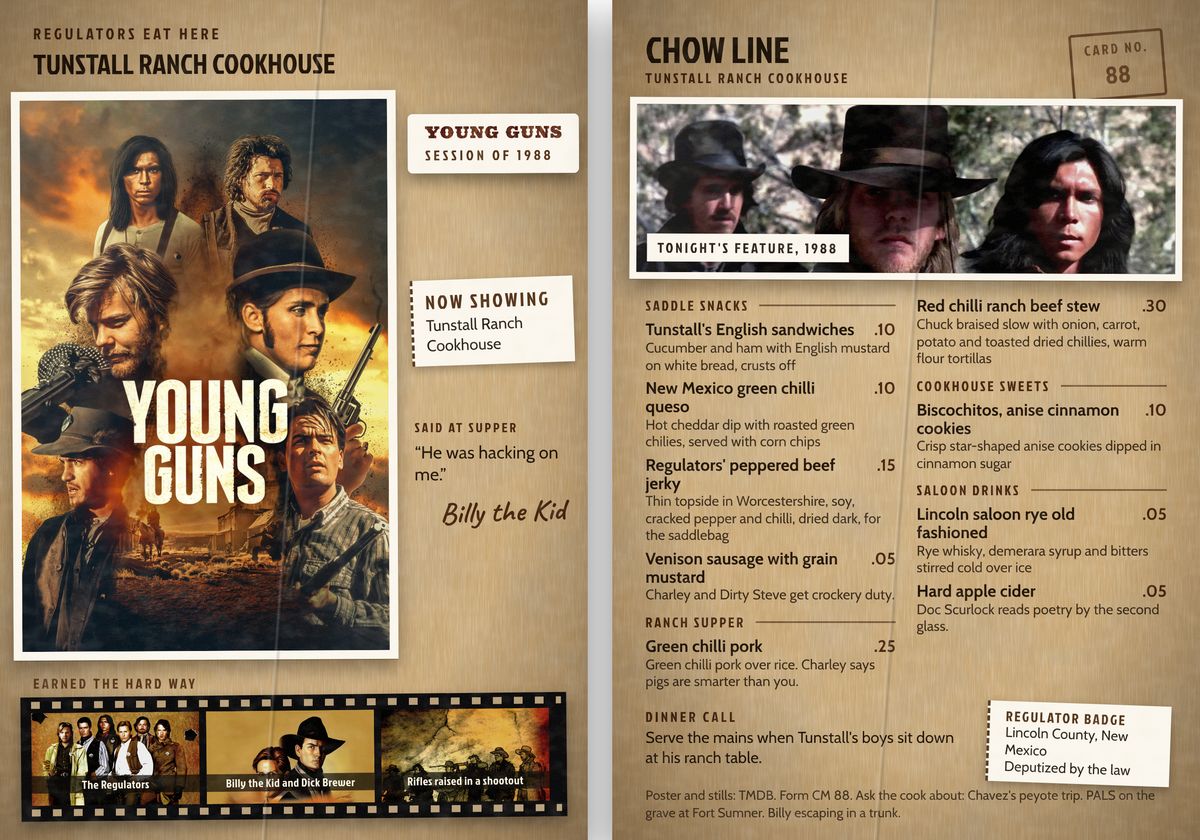 REGULATORS EAT HERE
TUNSTALL RANCH COOKHOUSE
YOUNG GUNS
SESSION OF 1988
NOW SHOWING
Tunstall Ranch
Cookhouse
SAID AT SUPPER
“He was hacking on
me.”
Billy the Kid
YOUNG
GUNS
EARNED THE HARD WAY
The Regulators
Billy the Kid and Dick Brewer
Rifles raised in a shootout
CHOW LINE
TUNSTALL RANCH COOKHOUSE
CARD NO.
88
TONIGHT'S FEATURE, 1988
SADDLE SNACKS
Tunstall's English sandwiches .10
Cucumber and ham with English mustard
on white bread, crusts off
New Mexico green chilli .10
queso
Hot cheddar dip with roasted green
chilies, served with corn chips
Regulators' peppered beef .15
jerky
Thin topside in Worcestershire, soy,
cracked pepper and chilli, dried dark, for
the saddlebag
Venison sausage with grain .05
mustard
Charley and Dirty Steve get crockery duty.
RANCH SUPPER
Green chilli pork .25
Green chilli pork over rice. Charley says
pigs are smarter than you.
Red chilli ranch beef stew .30
Chuck braised slow with onion, carrot,
potato and toasted dried chillies, warm
flour tortillas
COOKHOUSE SWEETS
Biscochitos, anise cinnamon .10
cookies
Crisp star-shaped anise cookies dipped in
cinnamon sugar
SALOON DRINKS
Lincoln saloon rye old .05
fashioned
Rye whisky, demerara syrup and bitters
stirred cold over ice
Hard apple cider .05
Doc Scurlock reads poetry by the second
glass.
DINNER CALL
Serve the mains when Tunstall's boys sit down
at his ranch table.
REGULATOR BADGE
Lincoln County, New
Mexico
Deputized by the law
Poster and stills: TMDB. Form CM 88. Ask the cook about: Chavez's peyote trip. PALS on the
grave at Fort Sumner. Billy escaping in a trunk.